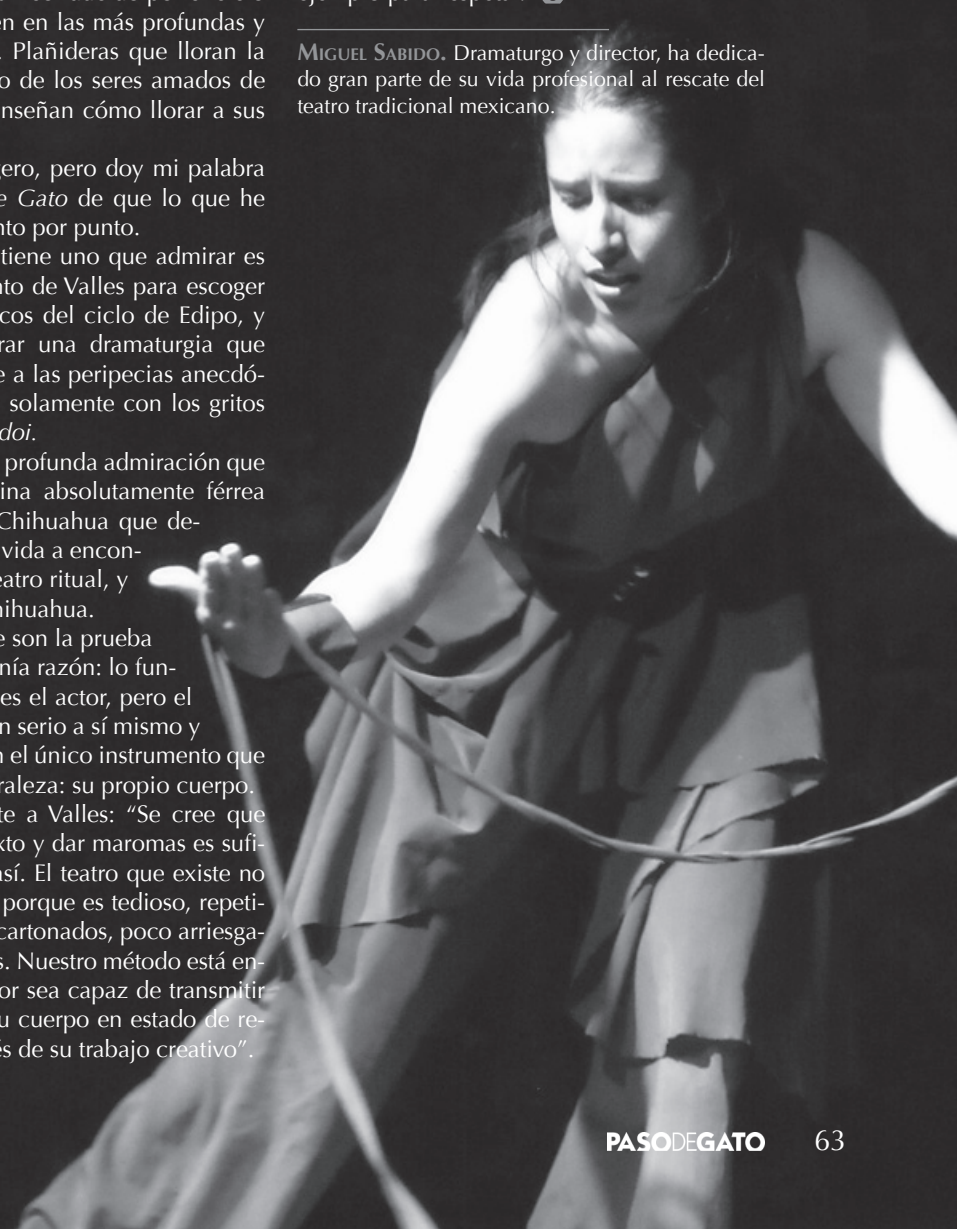 en en las más profundas y
. Plañideras que lloran la
o de los seres amados de
nseñan cómo llorar a sus
gero, pero doy mi palabra
e Gato de que lo que he
nto por punto.
tiene uno que admirar es
nto de Valles para escoger
cos del ciclo de Edipo, y
rar una dramaturgia que
e a las peripecias anecdó-
solamente con los gritos
doi.
profunda admiración que
ina absolutamente férrea
Chihuahua que de-
vida a encon-
eatro ritual, y
hihuahua.
e son la prueba
nía razón: lo fun-
es el actor, pero el
n serio a sí mismo y
n el único instrumento que
raleza: su propio cuerpo.
te a Valles: “Se cree que
xto y dar maromas es sufi-
así. El teatro que existe no
porque es tedioso, repeti-
cartonados, poco arriesga-
s. Nuestro método está en-
or sea capaz de transmitir
u cuerpo en estado de re-
és de su trabajo creativo”.
MIGUEL SABIDO. Dramaturgo y director, ha dedica-
do gran parte de su vida profesional al rescate del
teatro tradicional mexicano.
PASODEGATO 63